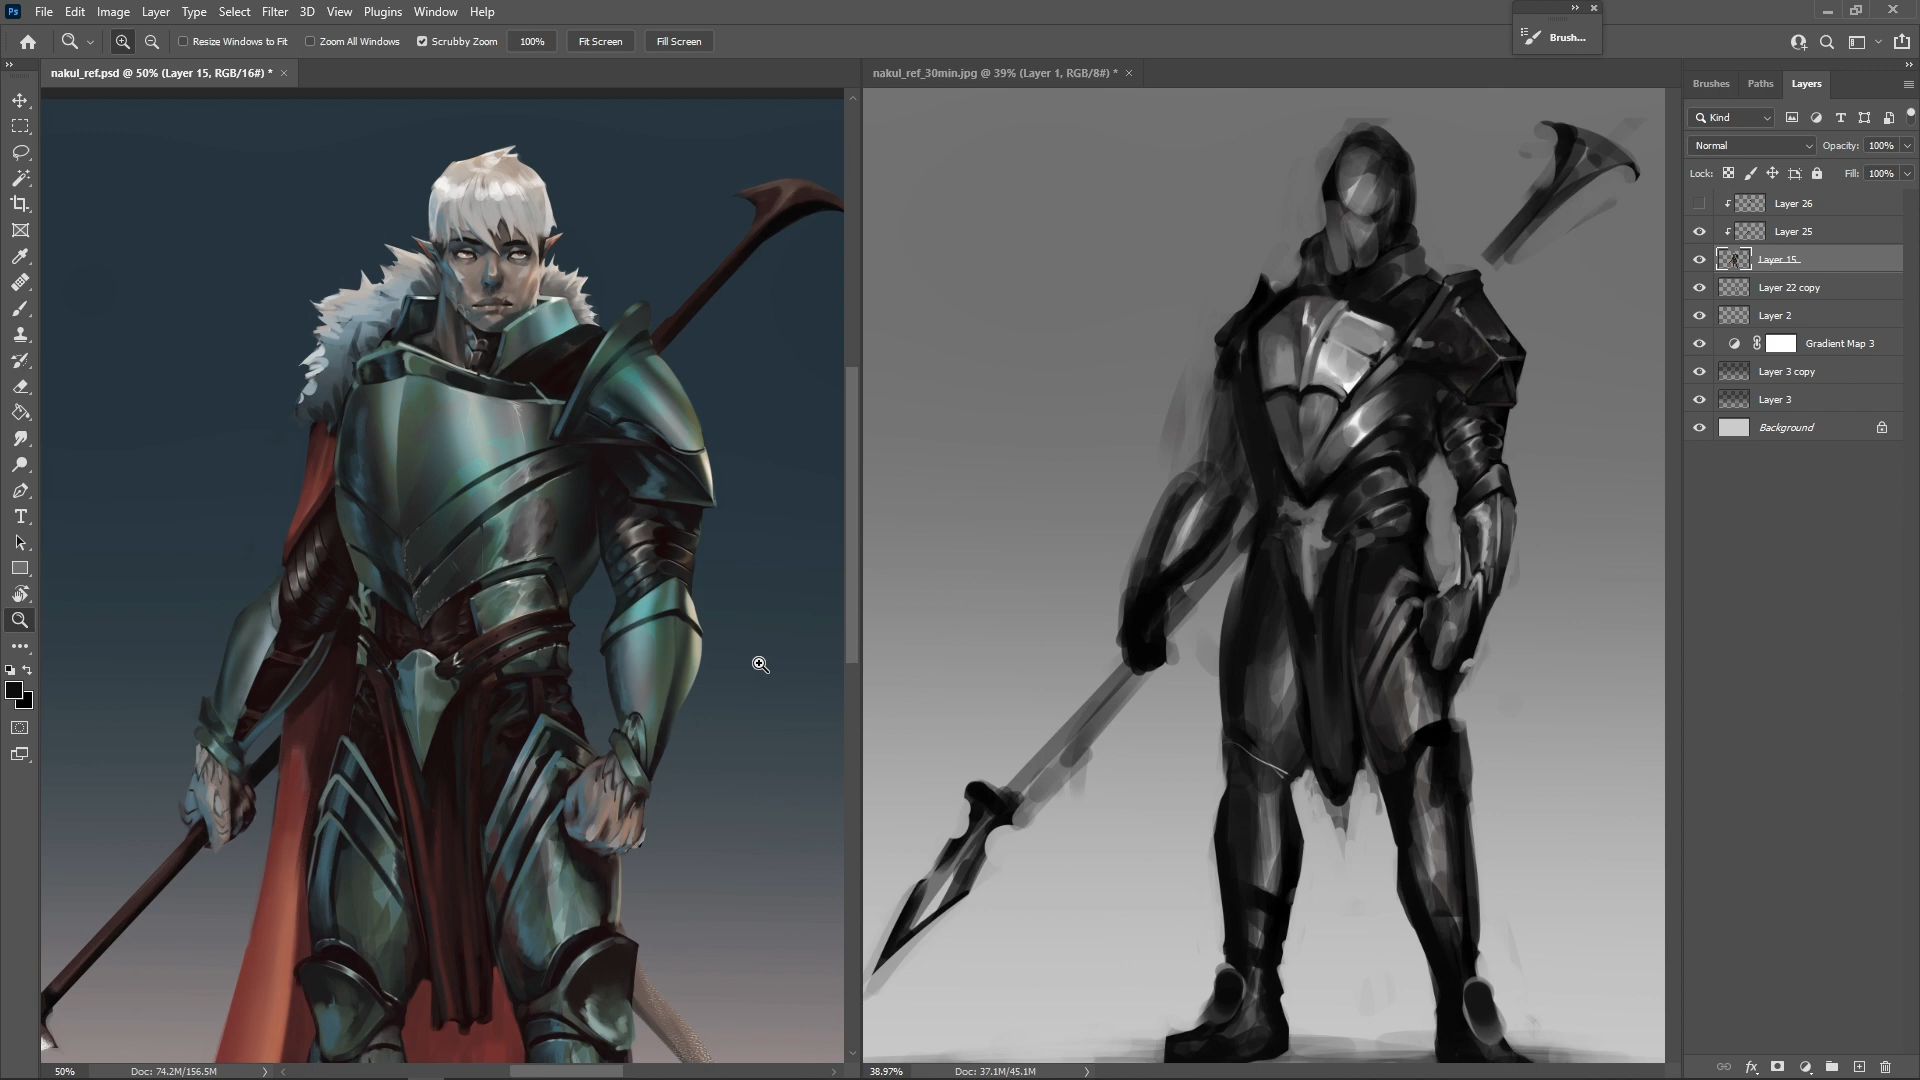 Ps File Edit Image Layer Type Select Filter 3D View Plugins Window Help
Resize Windows to Fit Zoom All Windows Scrubby Zoom 100% Fit Screen Fill Screen
Brush...
nakul_ref.psd @ 50% (Layer 15, RGB/16#) *
nakul_ref_30min.jpg @ 39% (Layer 1, RGB/8#) *
Brushes Paths Layers
Kind
Normal Opacity: 100%
Lock: Fill: 100%
Layer 26
Layer 25
Layer 15
Layer 22 copy
Layer 2
Gradient Map 3
Layer 3 copy
Layer 3
Background
50% Doc: 74.2M/156.5M
38.97% Doc: 37.1M/45.1M